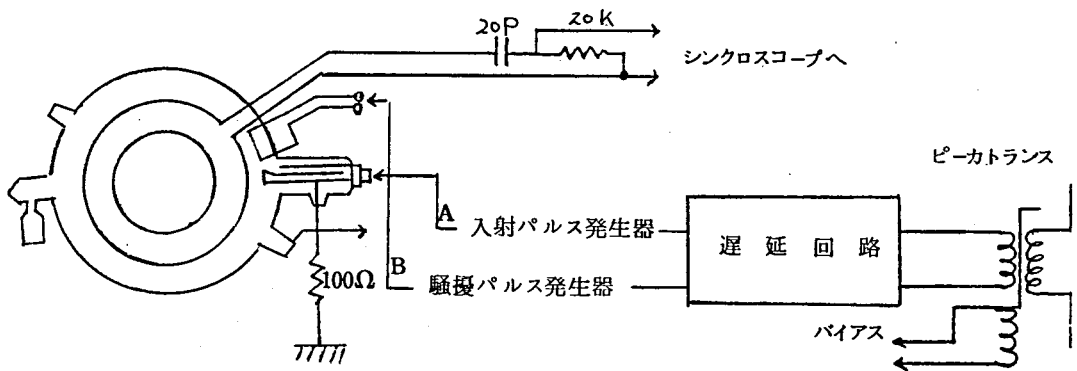 20P
20K
シンクロスコープへ
ピーカトランス
A
入射パルス発生器
遅延回路
B
100Ω
騒擾パルス発生器
バイアス